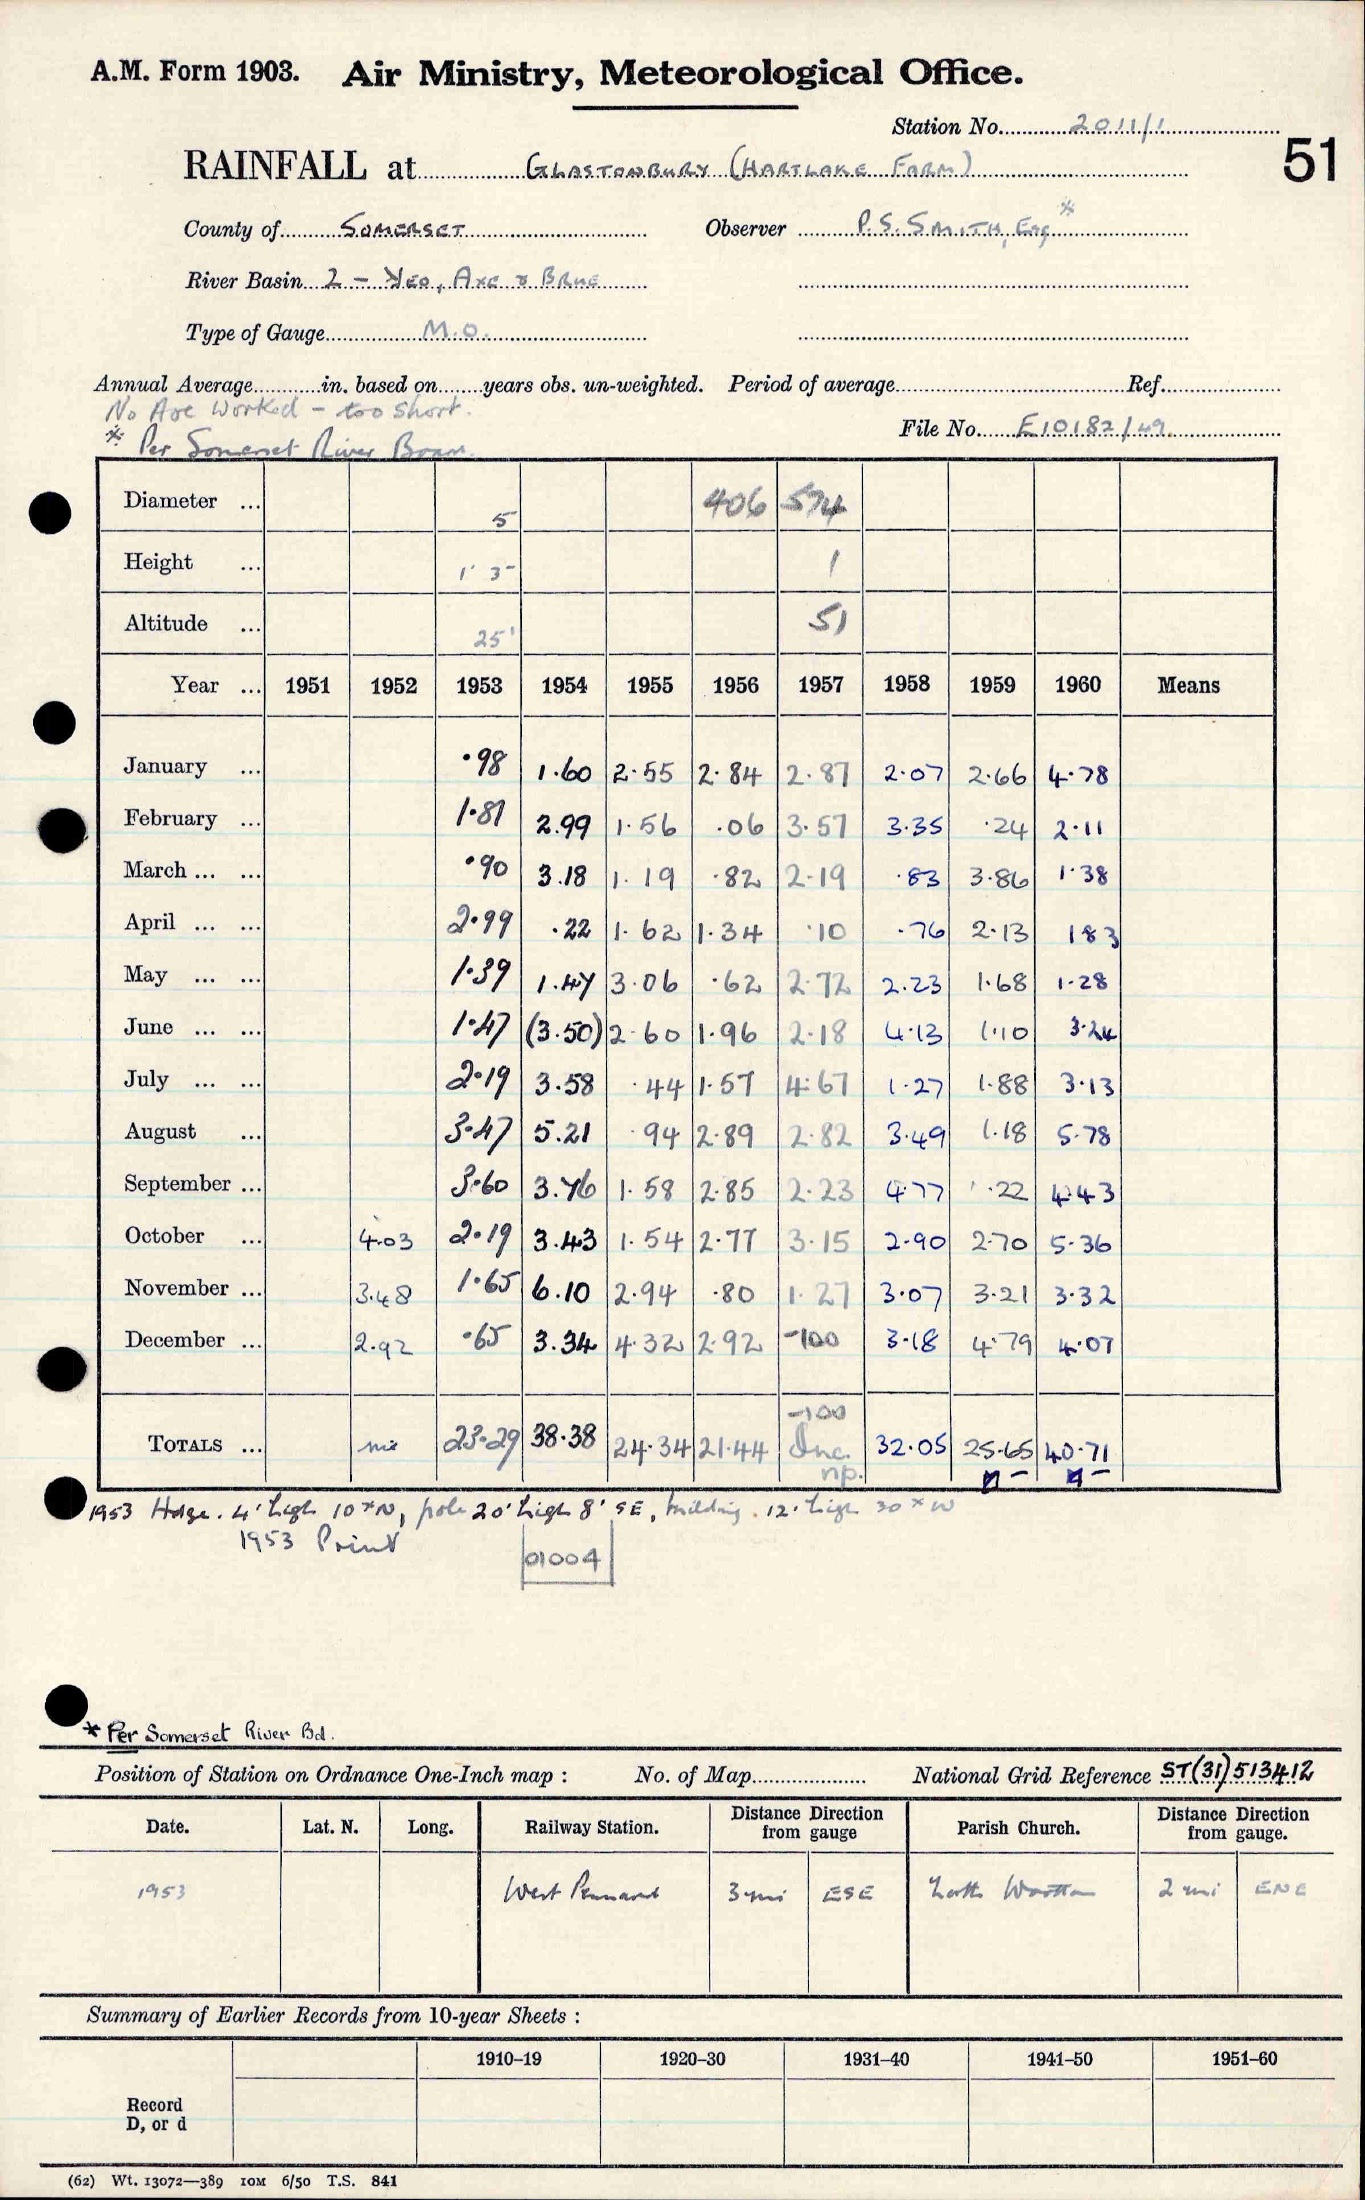 A.M. Form 1903. Air Ministry, Meteorological Office.
Station No. 2011/1
51
RAINFALL at GLASTONBURY (HARTLAKE FARM)
County of SOMERSET Observer P.S. SMITH, Esq *
River Basin 2 - YEO, AXE & BRUE
Type of Gauge M.O.
Annual Average in. based on years obs. un-weighted. Period of average Ref.
No Ave Worked - too short.
File No. E10182/49
* Per Somerset River Board.
Diameter ... 5 406 574
Height ... 1' 3" 1
Altitude ... 25' 51
Year ... 1951 1952 1953 1954 1955 1956 1957 1958 1959 1960 Means
January ... ·98 1·60 2·55 2·84 2·87 2·07 2·66 4·78
February ... 1·81 2.99 1·56 ·06 3·57 3·35 ·24 2·11
March ... ... ·90 3.18 1·19 ·82 2·19 ·83 3·86 1·38
April ... ... 2·99 ·22 1·62 1·34 ·10 ·76 2·13 183
May ... ... 1·39 1.47 3·06 ·62 2·72 2·23 1·68 1·28
June ... ... 1·47 (3.50) 2·60 1·96 2·18 4·13 1·10 3·24
July ... ... 2·19 3.58 ·44 1·57 4·67 1·27 1·88 3·13
August ... 3·47 5.21 ·94 2·89 2·82 3·49 1·18 5·78
September ... 3·60 3.76 1·58 2·85 2·23 4·77 ·22 4·43
October ... 4·03 2·19 3.43 1·54 2·77 3·15 2·90 2·70 5·36
November ... 3·48 1·65 6.10 2·94 ·80 1·27 3·07 3·21 3·32
December ... 2·92 ·65 3.34 4·32 2·92 -100 3·18 4·79 4·07
-100
TOTALS ... 23·29 38·38 24·34 21·44 Inc. 32·05 25·65 40·71
np.
1953 Hedge 4' high 10 × N, pole 20' high 8' SE, building 12' high 30 × W
1953 Print
01004
* Per Somerset River Bd.
Position of Station on Ordnance One-Inch map : No. of Map National Grid Reference ST(31)513412
Date. Lat. N. Long. Railway Station. Distance Direction from gauge Parish Church. Distance Direction from gauge.
1953 West Pennard 3 mi ESE North Wootton 2 mi ENE
Summary of Earlier Records from 10-year Sheets :
1910–19 1920–30 1931–40 1941–50 1951–60
Record
D, or d
(62) Wt. 13072—389 10M 6/50 T.S. 841